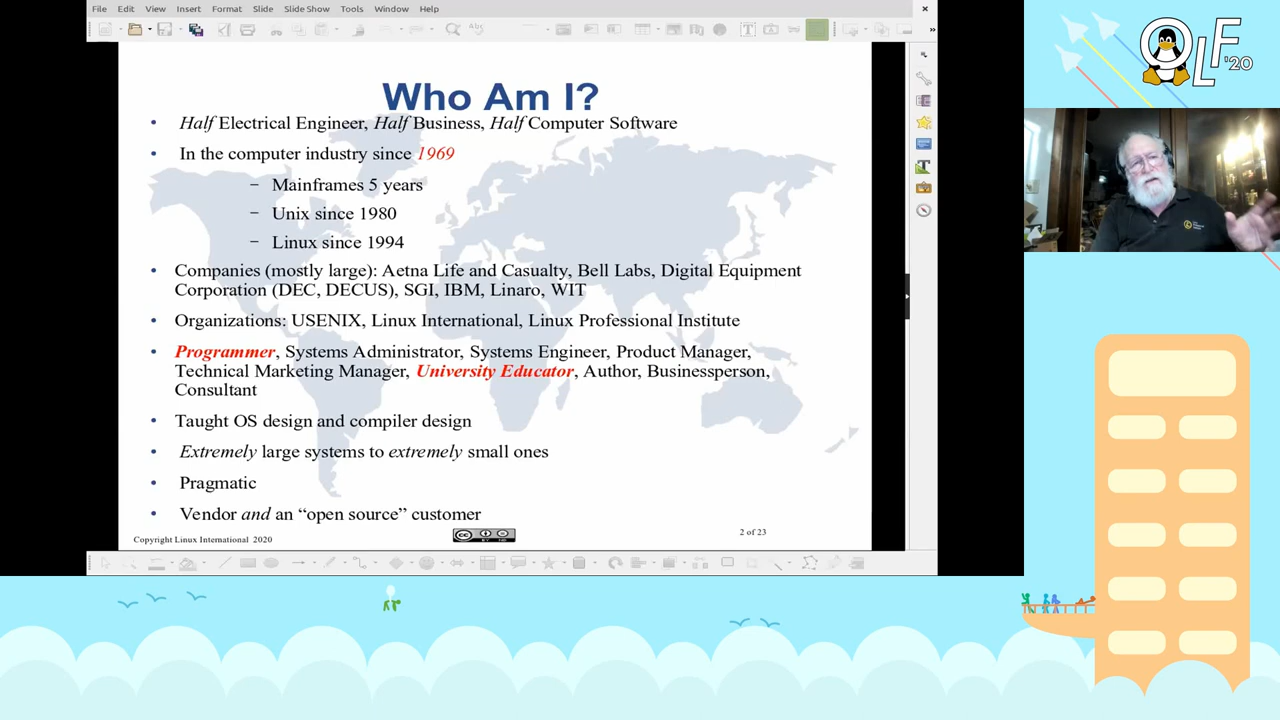 File Edit View Insert Format Slide Slide Show Tools Window Help
Who Am I?
• Half Electrical Engineer, Half Business, Half Computer Software
• In the computer industry since 1969
– Mainframes 5 years
– Unix since 1980
– Linux since 1994
• Companies (mostly large): Aetna Life and Casualty, Bell Labs, Digital Equipment
Corporation (DEC, DECUS), SGI, IBM, Linaro, WIT
• Organizations: USENIX, Linux International, Linux Professional Institute
• Programmer, Systems Administrator, Systems Engineer, Product Manager,
Technical Marketing Manager, University Educator, Author, Businessperson,
Consultant
• Taught OS design and compiler design
• Extremely large systems to extremely small ones
• Pragmatic
• Vendor and an “open source” customer
Copyright Linux International 2020
cc
2 of 23
OLF '20